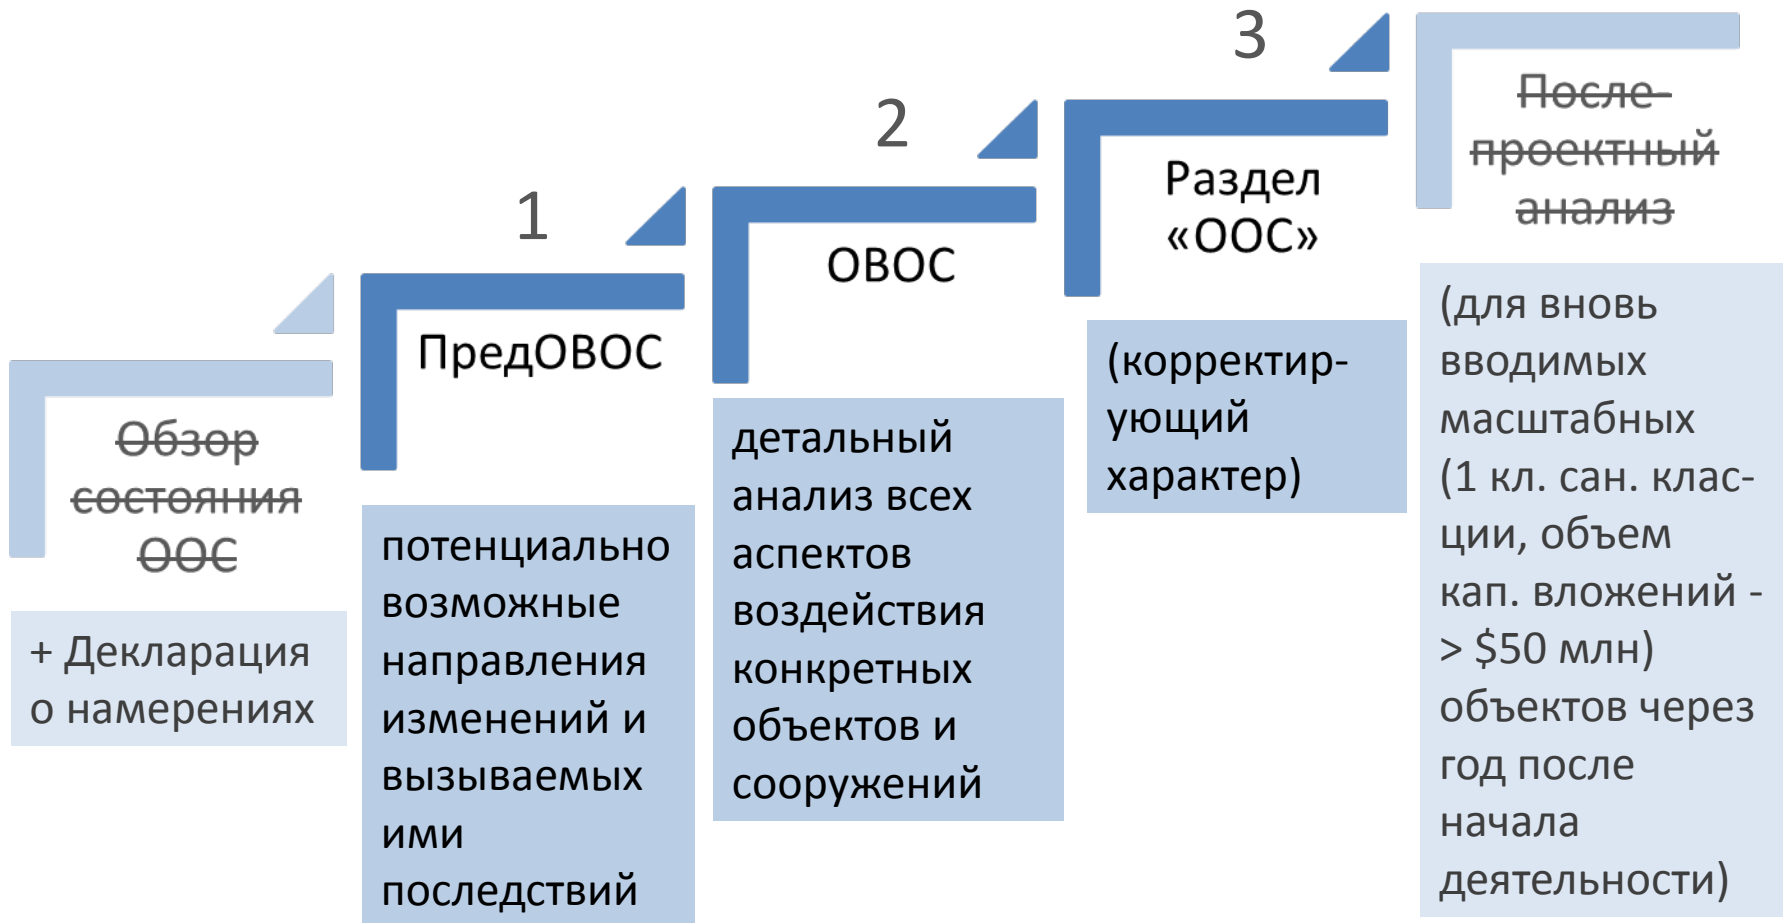 Обзор
состояния
ООС
+ Декларация
о намерениях
1
ПредОВОС
потенциально
возможные
направления
изменений и
вызываемых
ими
последствий
2
ОВОС
детальный
анализ всех
аспектов
воздействия
конкретных
объектов и
сооружений
3
Раздел
«ООС»
(корректир-
ующий
характер)
После-
проектный
анализ
(для вновь
вводимых
масштабных
(1 кл. сан. клас-
ции, объем
кап. вложений -
> $50 млн)
объектов через
год после
начала
деятельности)